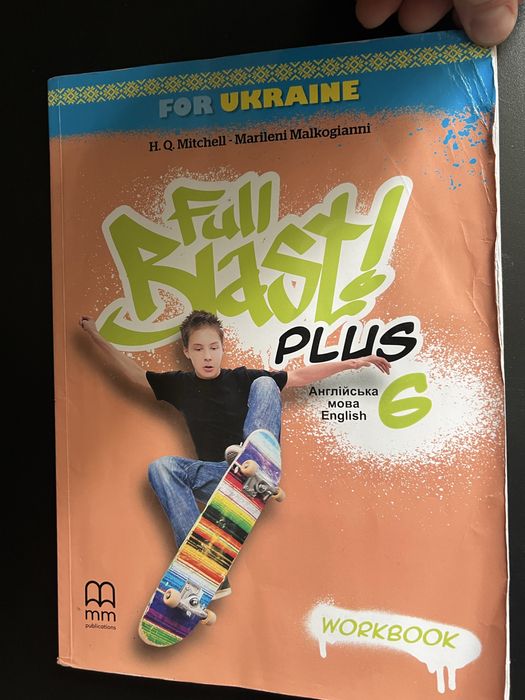 FOR UKRAINE
H. Q. Mitchell - Marileni Malkogianni
Full
Blast!
PLUS
Англійська
мова
English
6
mm
publications
WORKBOOK